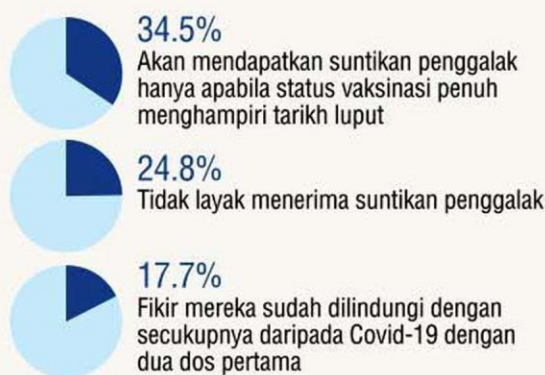 34.5%
Akan mendapatkan suntikan penggalak
hanya apabila status vaksinasi penuh
menghampiri tarikh luput
24.8%
Tidak layak menerima suntikan penggalak
17.7%
Fikir mereka sudah dilindungi dengan
secukupnya daripada Covid-19 dengan
dua dos pertama